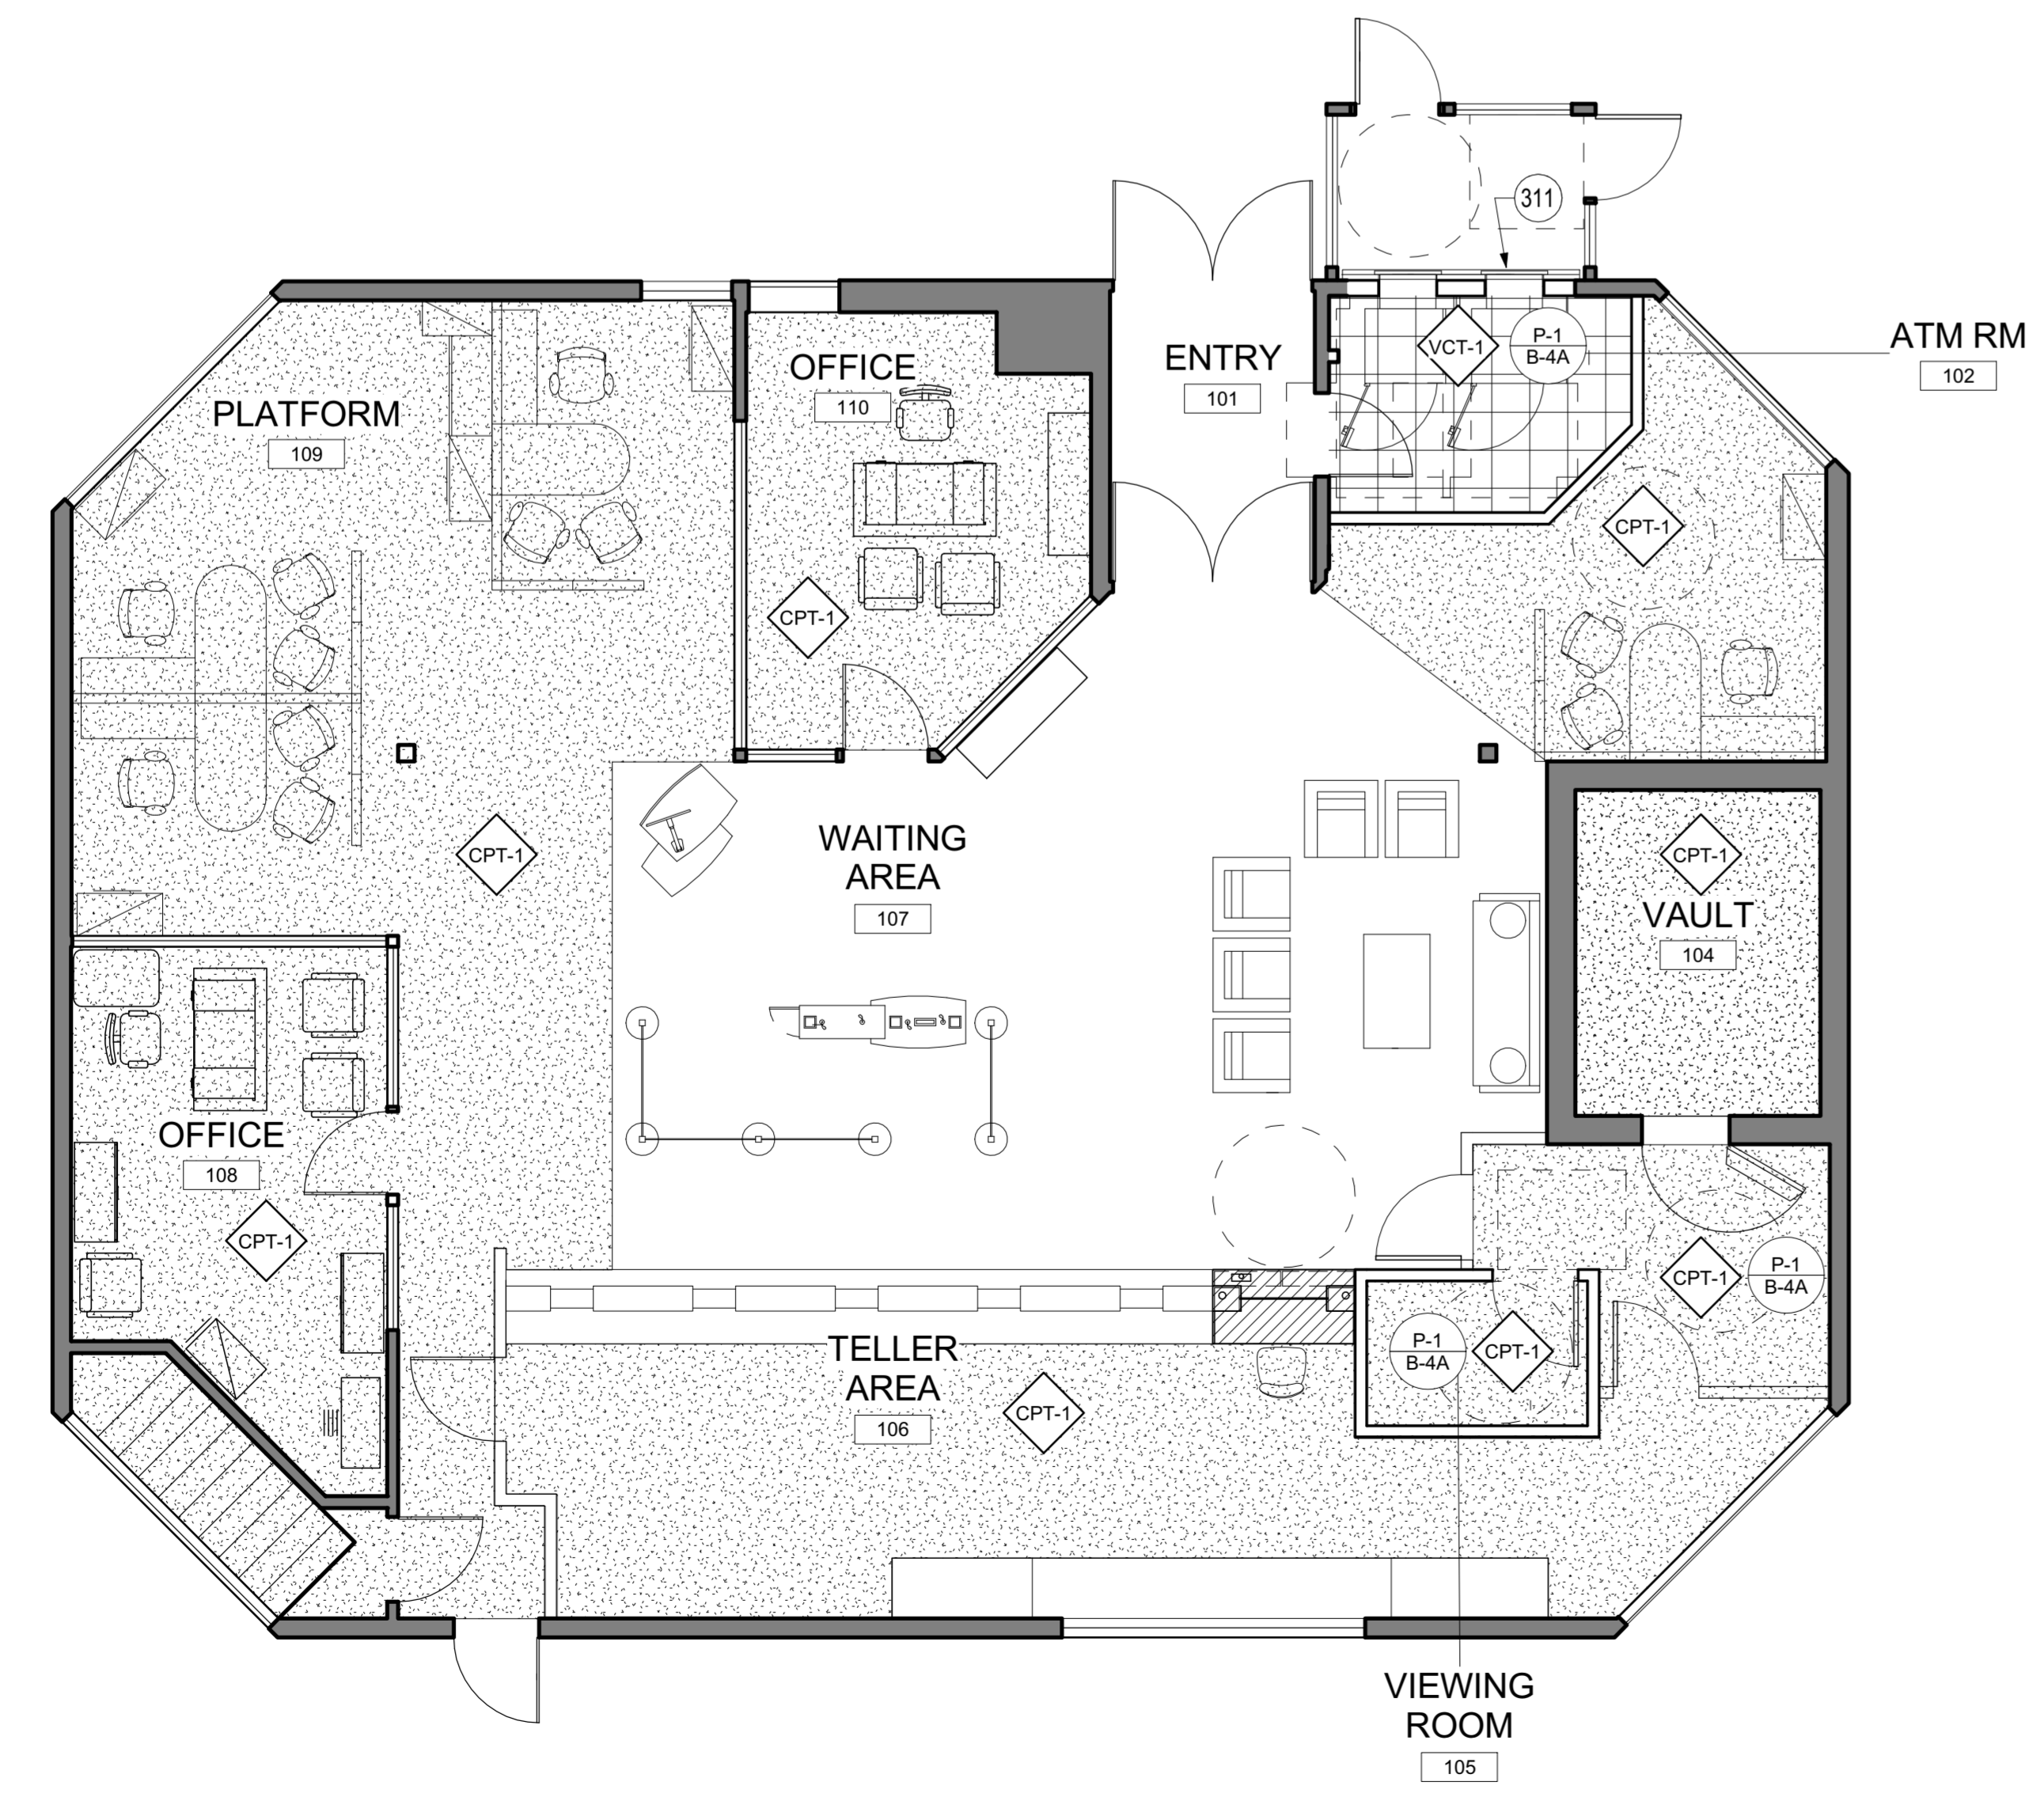 311
ATM RM
102
VCT-1
P-1
B-4A
ENTRY
101
OFFICE
110
PLATFORM
109
CPT-1
CPT-1
WAITING
AREA
107
CPT-1
CPT-1
VAULT
104
OFFICE
108
CPT-1
CPT-1
P-1
B-4A
TELLER
AREA
106
CPT-1
P-1
B-4A
CPT-1
VIEWING
ROOM
105